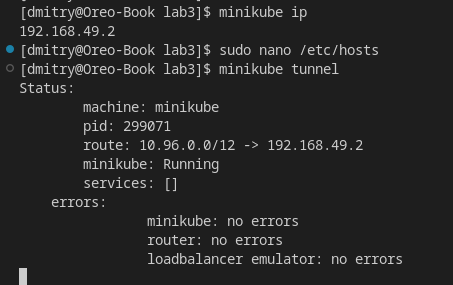 [dmitry@Oreo-Book lab3]$ minikube ip
192.168.49.2
[dmitry@Oreo-Book lab3]$ sudo nano /etc/hosts
[dmitry@Oreo-Book lab3]$ minikube tunnel
Status:
machine: minikube
pid: 299071
route: 10.96.0.0/12 -> 192.168.49.2
minikube: Running
services: []
errors:
minikube: no errors
router: no errors
loadbalancer emulator: no errors